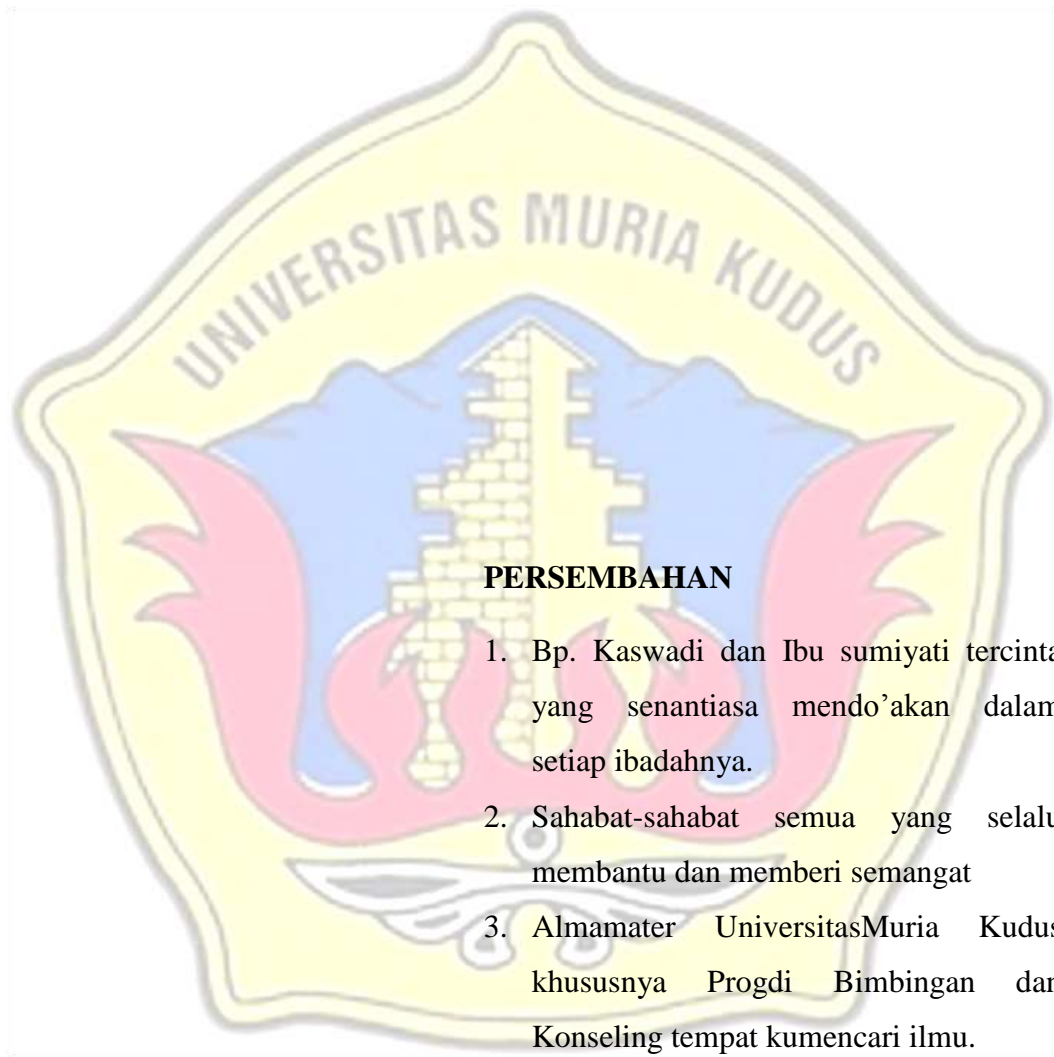 UNIVERSITAS MURIA KUDUS
PERSEMBAHAN
1. Bp. Kaswadi dan Ibu sumiyati tercinta
yang senantiasa mendo’akan dalam
setiap ibadahnya.
2. Sahabat-sahabat semua yang selalu
membantu dan memberi semangat
3. Almamater UniversitasMuria Kudus
khususnya Progdi Bimbingan dan
Konseling tempat kumencari ilmu.